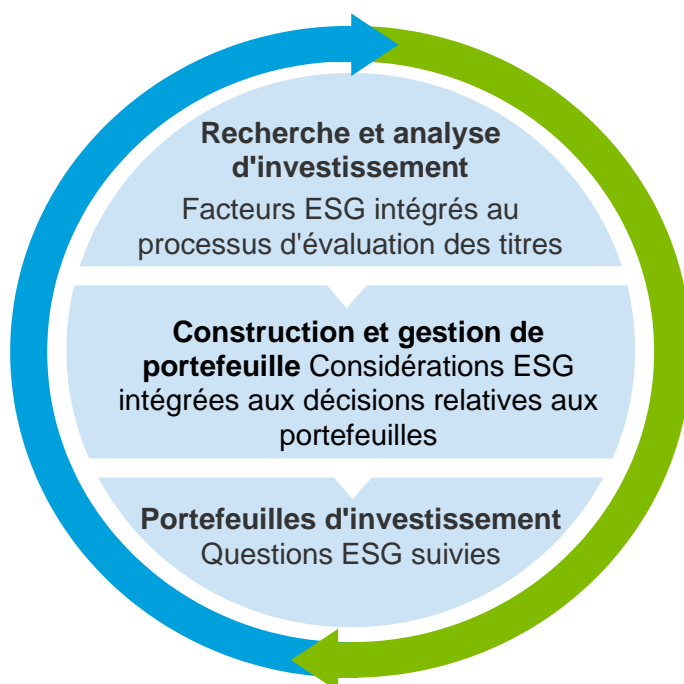 Recherche et analyse
d'investissement
Facteurs ESG intégrés au
processus d'évaluation des titres
Construction et gestion de
portefeuille Considérations ESG
intégrées aux décisions relatives aux
portefeuilles
Portefeuilles d'investissement
Questions ESG suivies